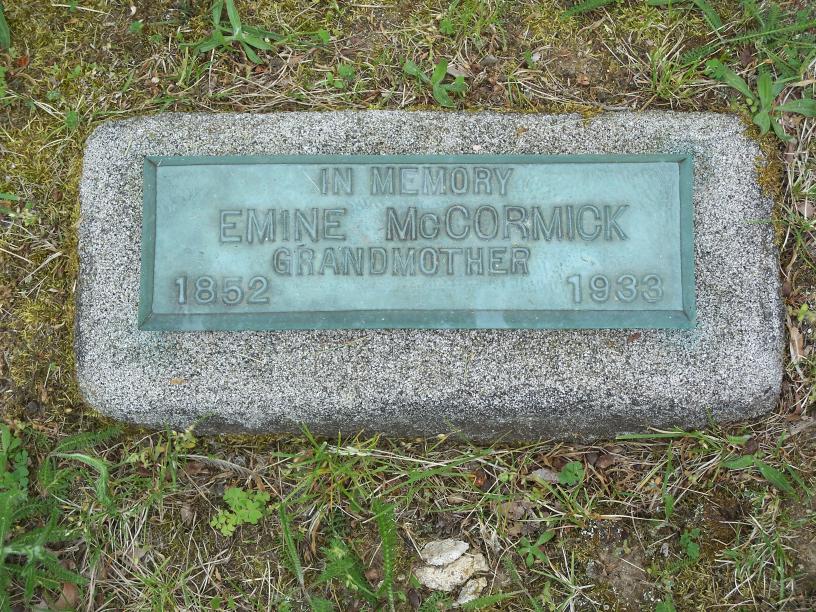 IN MEMORY
EMINE McCORMICK
GRANDMOTHER
1852 1933